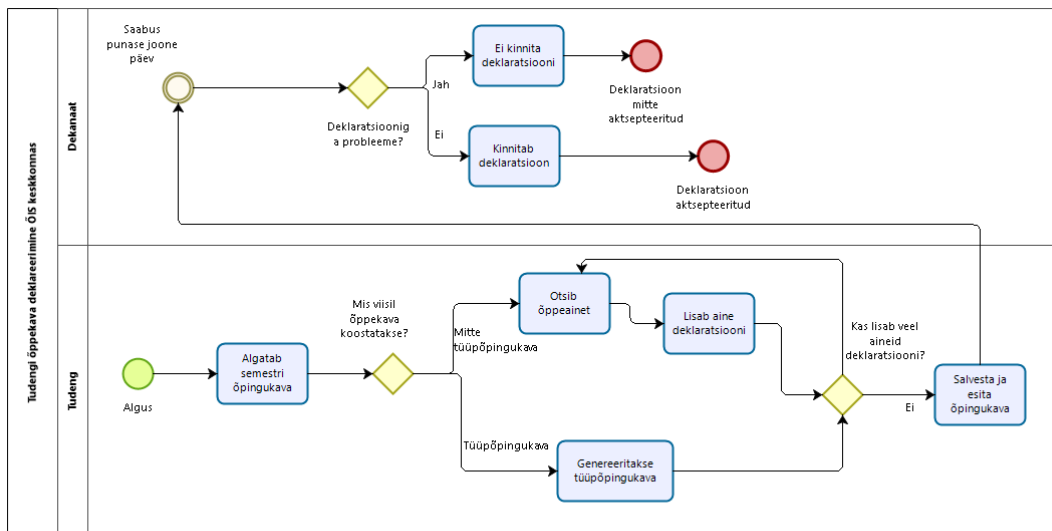 Tudengi õppekava deklareerimine ÕIS keskkonnas
Dekanaat
Saabus
punase joone
päev
Deklaratsioonig
a probleeme?
Jah
Ei
Ei kinnita
deklaratsiooni
Kinnitab
deklaratsioon
Deklaratsioon
mitte
aktsepteeritud
Deklaratsioon
aktsepteeritud
Tudeng
Algus
Algatab
semestri
õpingukava
Mis viisil
õppekava
koostatakse?
Mitte
tüüpõpingukava
Tüüpõpingukava
Otsib
õppeainet
Lisab aine
deklaratsiooni
Genereeritakse
tüüpõpingukava
Kas lisab veel
aineid
deklaratsiooni?
Ei
Salvesta ja
esita
õpingukava